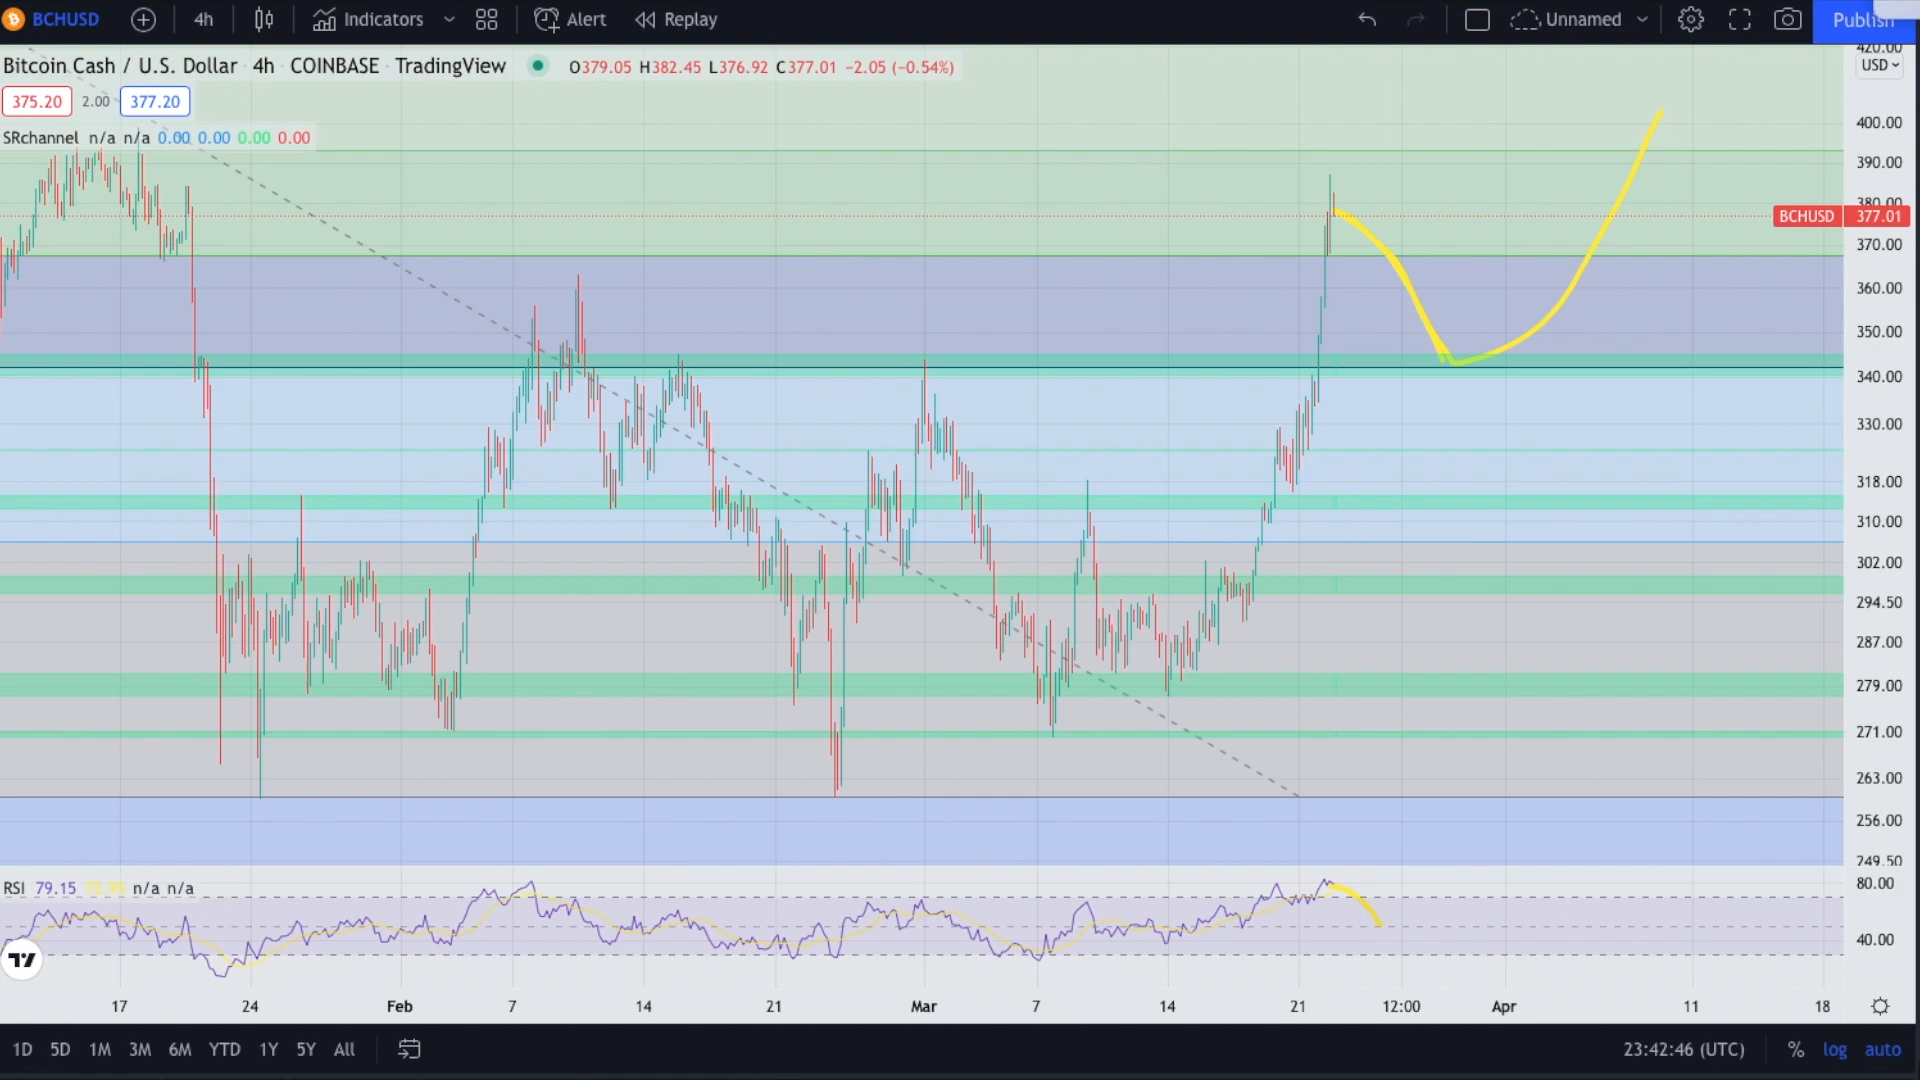 BCHUSD 4h Indicators Alert Replay Unnamed Publish
Bitcoin Cash / U.S. Dollar · 4h · COINBASE · TradingView O379.05 H382.45 L376.92 C377.01 −2.05 (−0.54%)
375.20 2.00 377.20
SRchannel n/a n/a 0.00 0.00 0.00 0.00
420.00
USD
400.00
390.00
380.00
BCHUSD 377.01
370.00
360.00
350.00
340.00
330.00
318.00
310.00
302.00
294.50
287.00
279.00
271.00
263.00
256.00
249.50
RSI 79.15 n/a n/a
80.00
40.00
17 24 Feb 7 14 21 Mar 7 14 21 12:00 Apr 11 18
1D 5D 1M 3M 6M YTD 1Y 5Y All 23:42:46 (UTC) % log auto